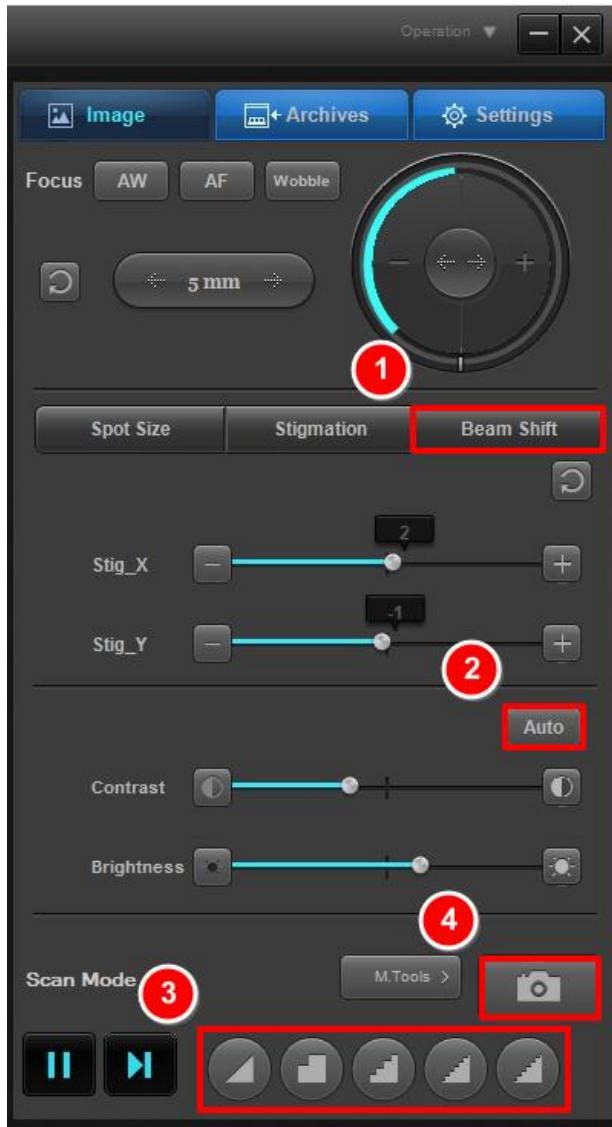 Operation ▼
Image Archives Settings
Focus AW AF Wobble
5 mm
1
Spot Size Stigmation Beam Shift
2
Stig_X
-1
Stig_Y
2
Auto
Contrast
Brightness
4
M.Tools >
Scan Mode
3